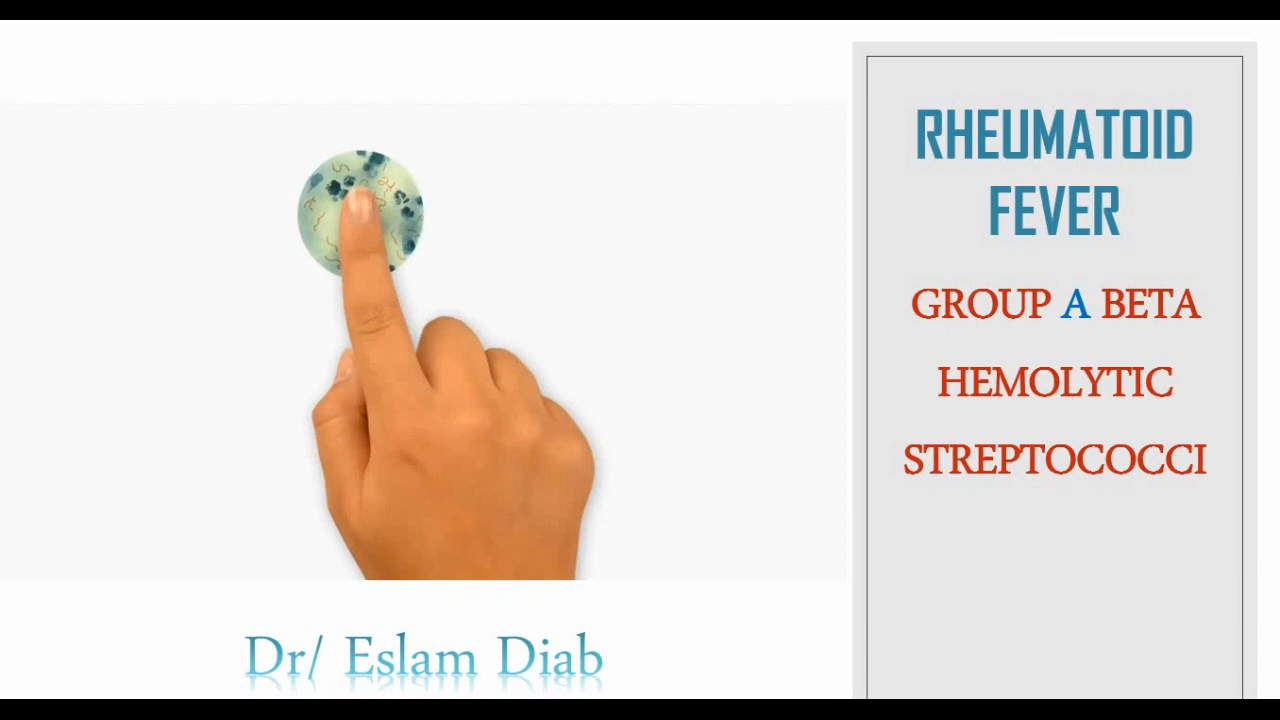 RHEUMATOID
FEVER
GROUP A BETA
HEMOLYTIC
STREPTOCOCCI
Dr/ Eslam Diab